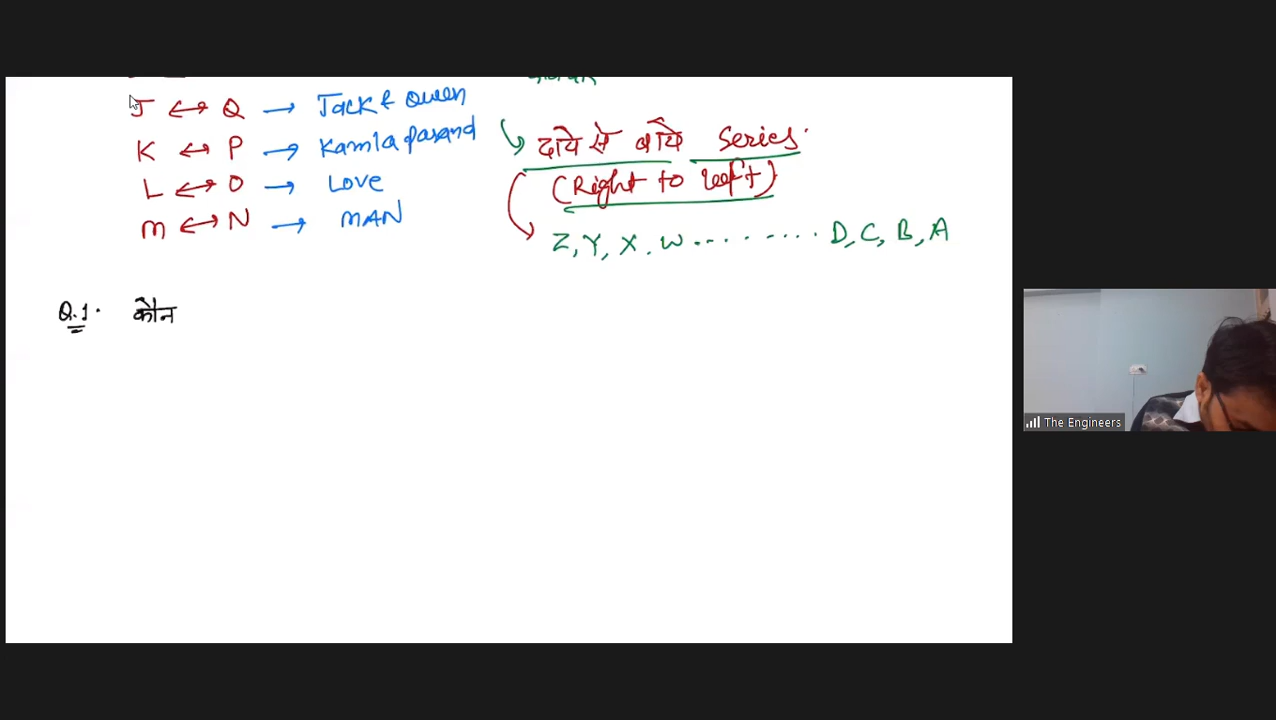 J ↔ Q → Jack & Queen
K ↔ P → Kamla Pasand
L ↔ O → Love
M ↔ N → MAN
दाये से बाये Series.
(Right to left)
Z, Y, X, W ........ D, C, B, A
Q.1. कौन
The Engineers